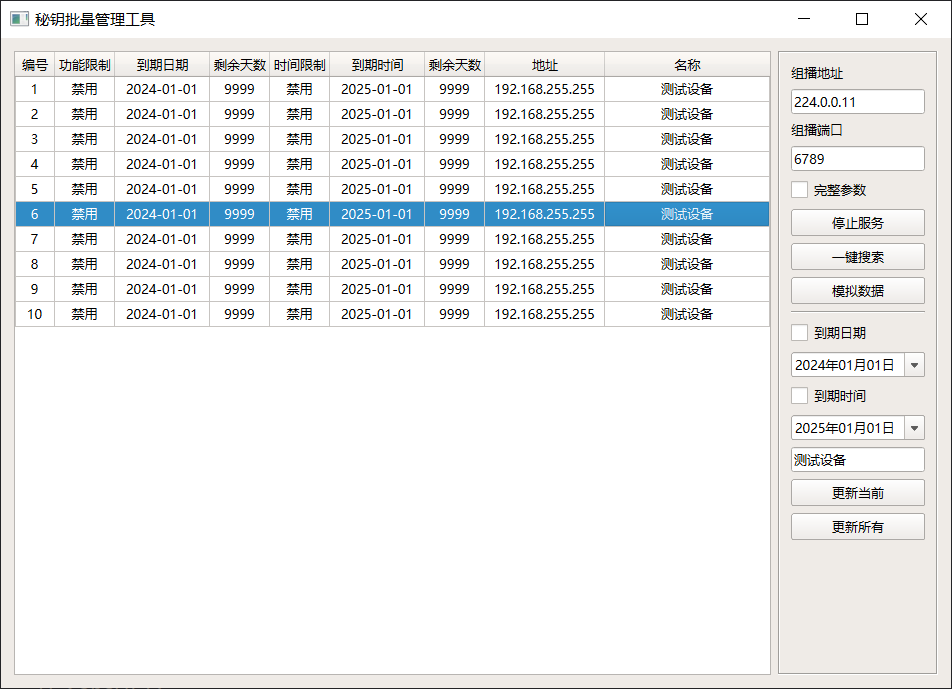 秘钥批量管理工具
编号 功能限制 到期日期 剩余天数 时间限制 到期时间 剩余天数 地址 名称
1 禁用 2024-01-01 9999 禁用 2025-01-01 9999 192.168.255.255 测试设备
2 禁用 2024-01-01 9999 禁用 2025-01-01 9999 192.168.255.255 测试设备
3 禁用 2024-01-01 9999 禁用 2025-01-01 9999 192.168.255.255 测试设备
4 禁用 2024-01-01 9999 禁用 2025-01-01 9999 192.168.255.255 测试设备
5 禁用 2024-01-01 9999 禁用 2025-01-01 9999 192.168.255.255 测试设备
6 禁用 2024-01-01 9999 禁用 2025-01-01 9999 192.168.255.255 测试设备
7 禁用 2024-01-01 9999 禁用 2025-01-01 9999 192.168.255.255 测试设备
8 禁用 2024-01-01 9999 禁用 2025-01-01 9999 192.168.255.255 测试设备
9 禁用 2024-01-01 9999 禁用 2025-01-01 9999 192.168.255.255 测试设备
10 禁用 2024-01-01 9999 禁用 2025-01-01 9999 192.168.255.255 测试设备
组播地址
224.0.0.11
组播端口
6789
完整参数
停止服务
一键搜索
模拟数据
到期日期
2024年01月01日
到期时间
2025年01月01日
测试设备
更新当前
更新所有